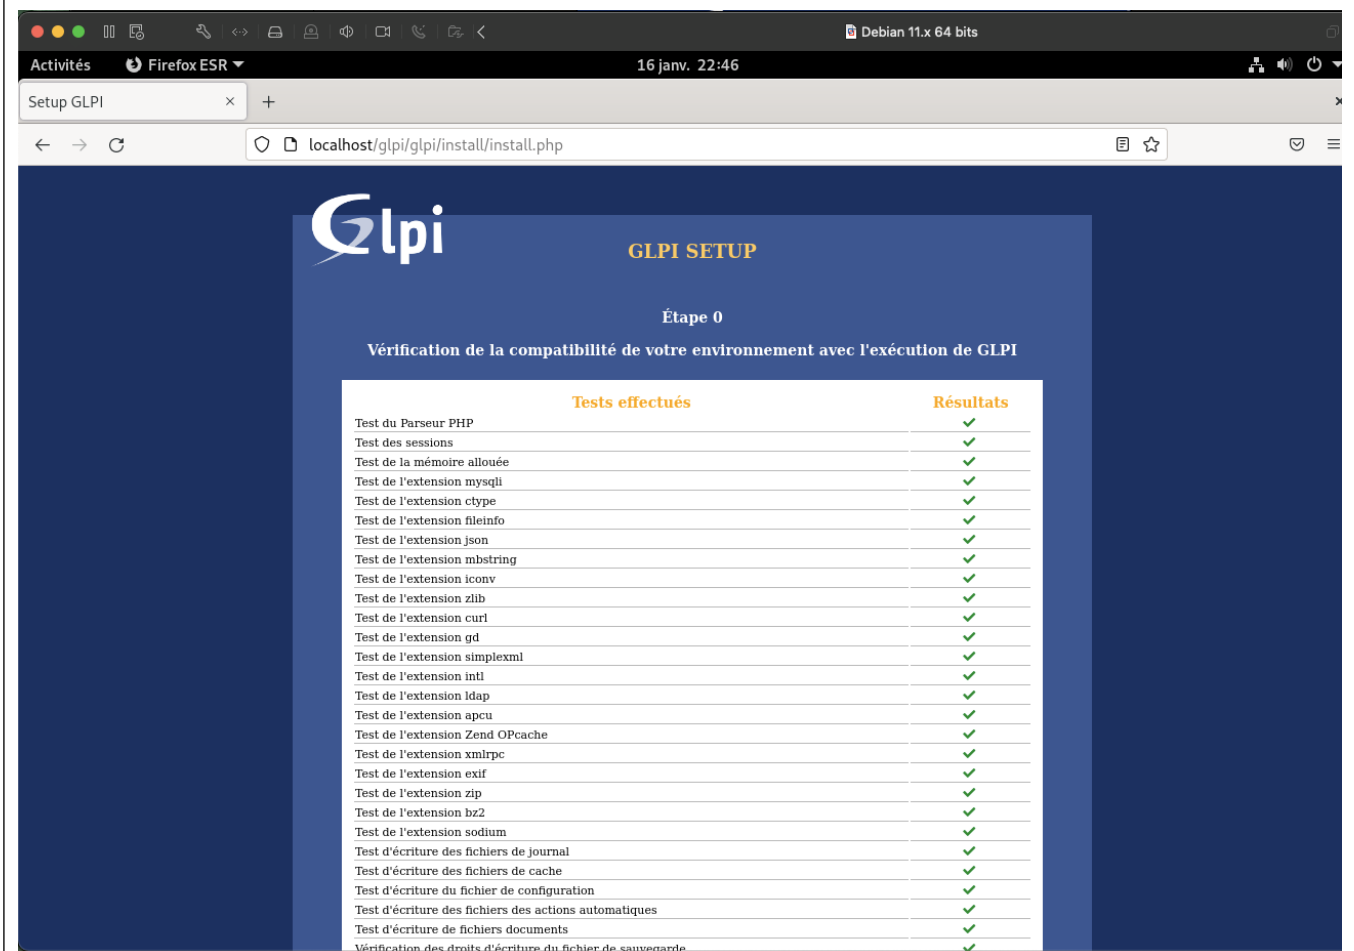 Debian 11.x 64 bits
Activités Firefox ESR 16 janv. 22:46
Setup GLPI
localhost/glpi/glpi/install/install.php
Glpi
GLPI SETUP
Étape 0
Vérification de la compatibilité de votre environnement avec l'exécution de GLPI
Tests effectués Résultats
Test du Parseur PHP
Test des sessions
Test de la mémoire allouée
Test de l'extension mysqli
Test de l'extension ctype
Test de l'extension fileinfo
Test de l'extension json
Test de l'extension mbstring
Test de l'extension iconv
Test de l'extension zlib
Test de l'extension curl
Test de l'extension gd
Test de l'extension simplexml
Test de l'extension intl
Test de l'extension ldap
Test de l'extension apcu
Test de l'extension Zend OPcache
Test de l'extension xmlrpc
Test de l'extension exif
Test de l'extension zip
Test de l'extension bz2
Test de l'extension sodium
Test d'écriture des fichiers de journal
Test d'écriture des fichiers de cache
Test d'écriture du fichier de configuration
Test d'écriture des fichiers des actions automatiques
Test d'écriture de fichiers documents
Vérification des droits d'écriture du fichier de sauvegarde